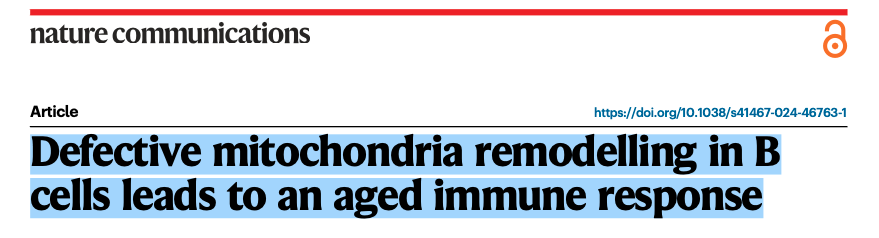 nature communications
Article
https://doi.org/10.1038/s41467-024-46763-1
Defective mitochondria remodelling in B
cells leads to an aged immune response